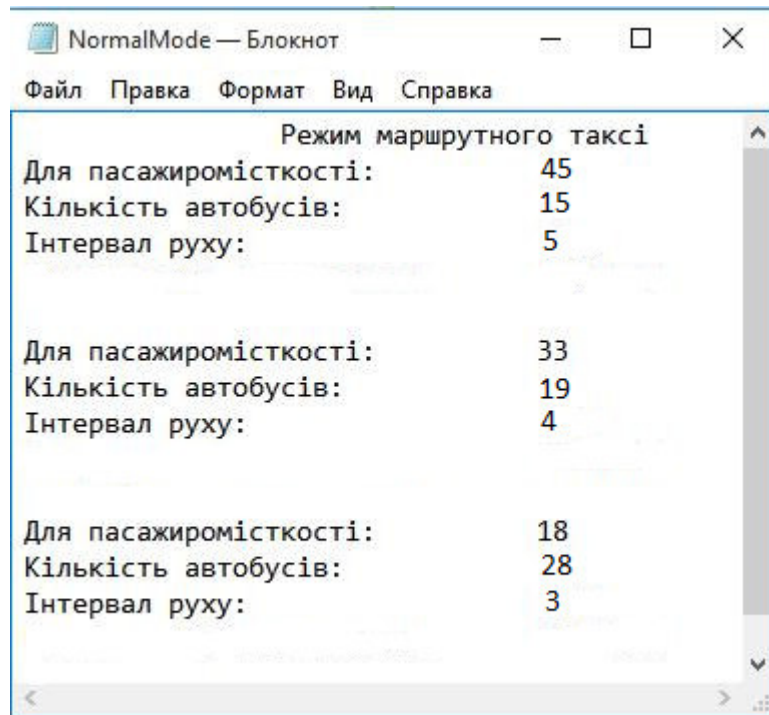 NormalMode — Блокнот
Файл Правка Формат Вид Справка
Режим маршрутного таксі
Для пасажиромісткості: 45
Кількість автобусів: 15
Інтервал руху: 5
Для пасажиромісткості: 33
Кількість автобусів: 19
Інтервал руху: 4
Для пасажиромісткості: 18
Кількість автобусів: 28
Інтервал руху: 3